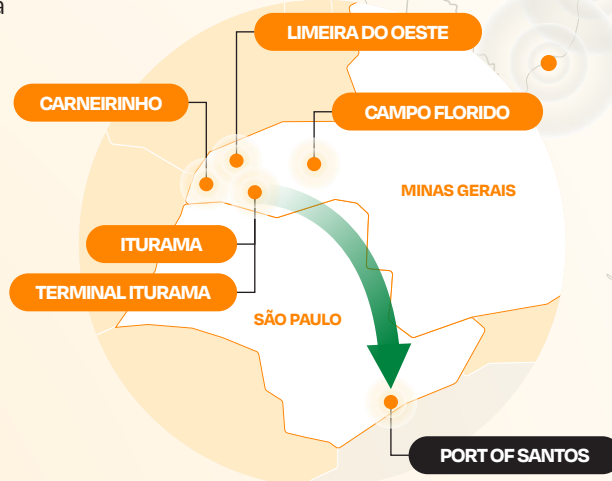 a
LIMEIRA DO OESTE
CARNEIRINHO
CAMPO FLORIDO
MINAS GERAIS
ITURAMA
TERMINAL ITURAMA
SÃO PAULO
PORT OF SANTOS